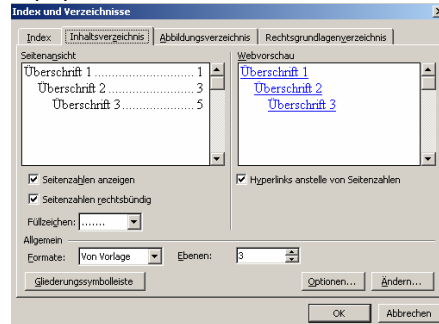 Index und Verzeichnisse
Index Inhaltsverzeichnis Abbildungsverzeichnis Rechtsgrundlagenverzeichnis
Seitenansicht
Überschrift 1 ........................ 1
Überschrift 2 ..................... 3
Überschrift 3 .................. 5
Webvorschau
Überschrift 1
Überschrift 2
Überschrift 3
Seitenzahlen anzeigen
Hyperlinks anstelle von Seitenzahlen
Seitenzahlen rechtsbündig
Füllzeichen: .......
Allgemein
Formate: Von Vorlage Ebenen: 3
Gliederungssymbolleiste Optionen... Ändern...
OK Abbrechen